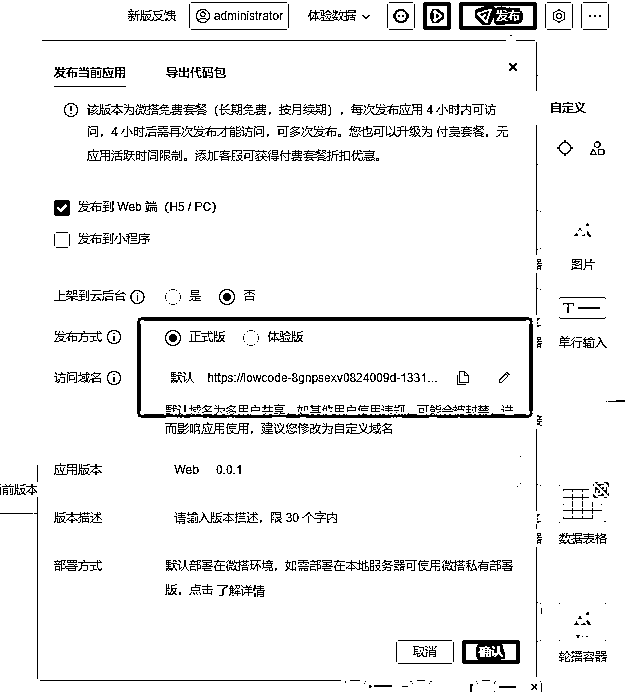 新版反馈 administrator 体验数据 发布
发布当前应用 导出代码包
自定义
该版本为微搭免费套餐（长期免费，按月续期），每次发布应用 4 小时内可访
问，4 小时后需再次发布才能访问，可多次发布。您也可以升级为 付费套餐，无
应用活跃时间限制。添加客服可获得付费套餐折扣优惠。
发布到 Web 端（H5 / PC）
发布到小程序
图片
上架到云后台 是 否
发布方式 正式版 体验版
单行输入
访问域名 默认 https://lowcode-8gnpsexv0824009d-1331...
默认域名为多用户共享，如其他用户信用违规，可能会被封禁，进
而影响应用使用，建议您修改为自定义域名
应用版本 Web 0.0.1
前版本
版本描述 请输入版本描述，限 30 个字内
数据表格
部署方式 默认部署在微搭环境，如需部署在本地服务器可使用微搭私有部署
版，点击 了解详情
取消 确认
轮播容器